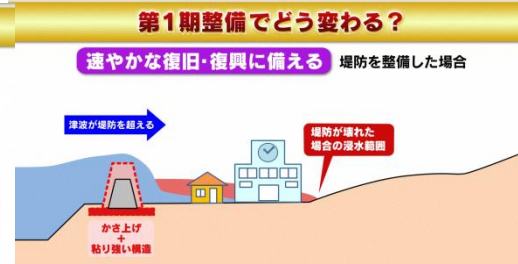 第1期整備でどう変わる？
速やかな復旧・復興に備える 堤防を整備した場合
津波が堤防を超える
堤防が壊れた
場合の浸水範囲
かさ上げ
＋
粘り強い構造